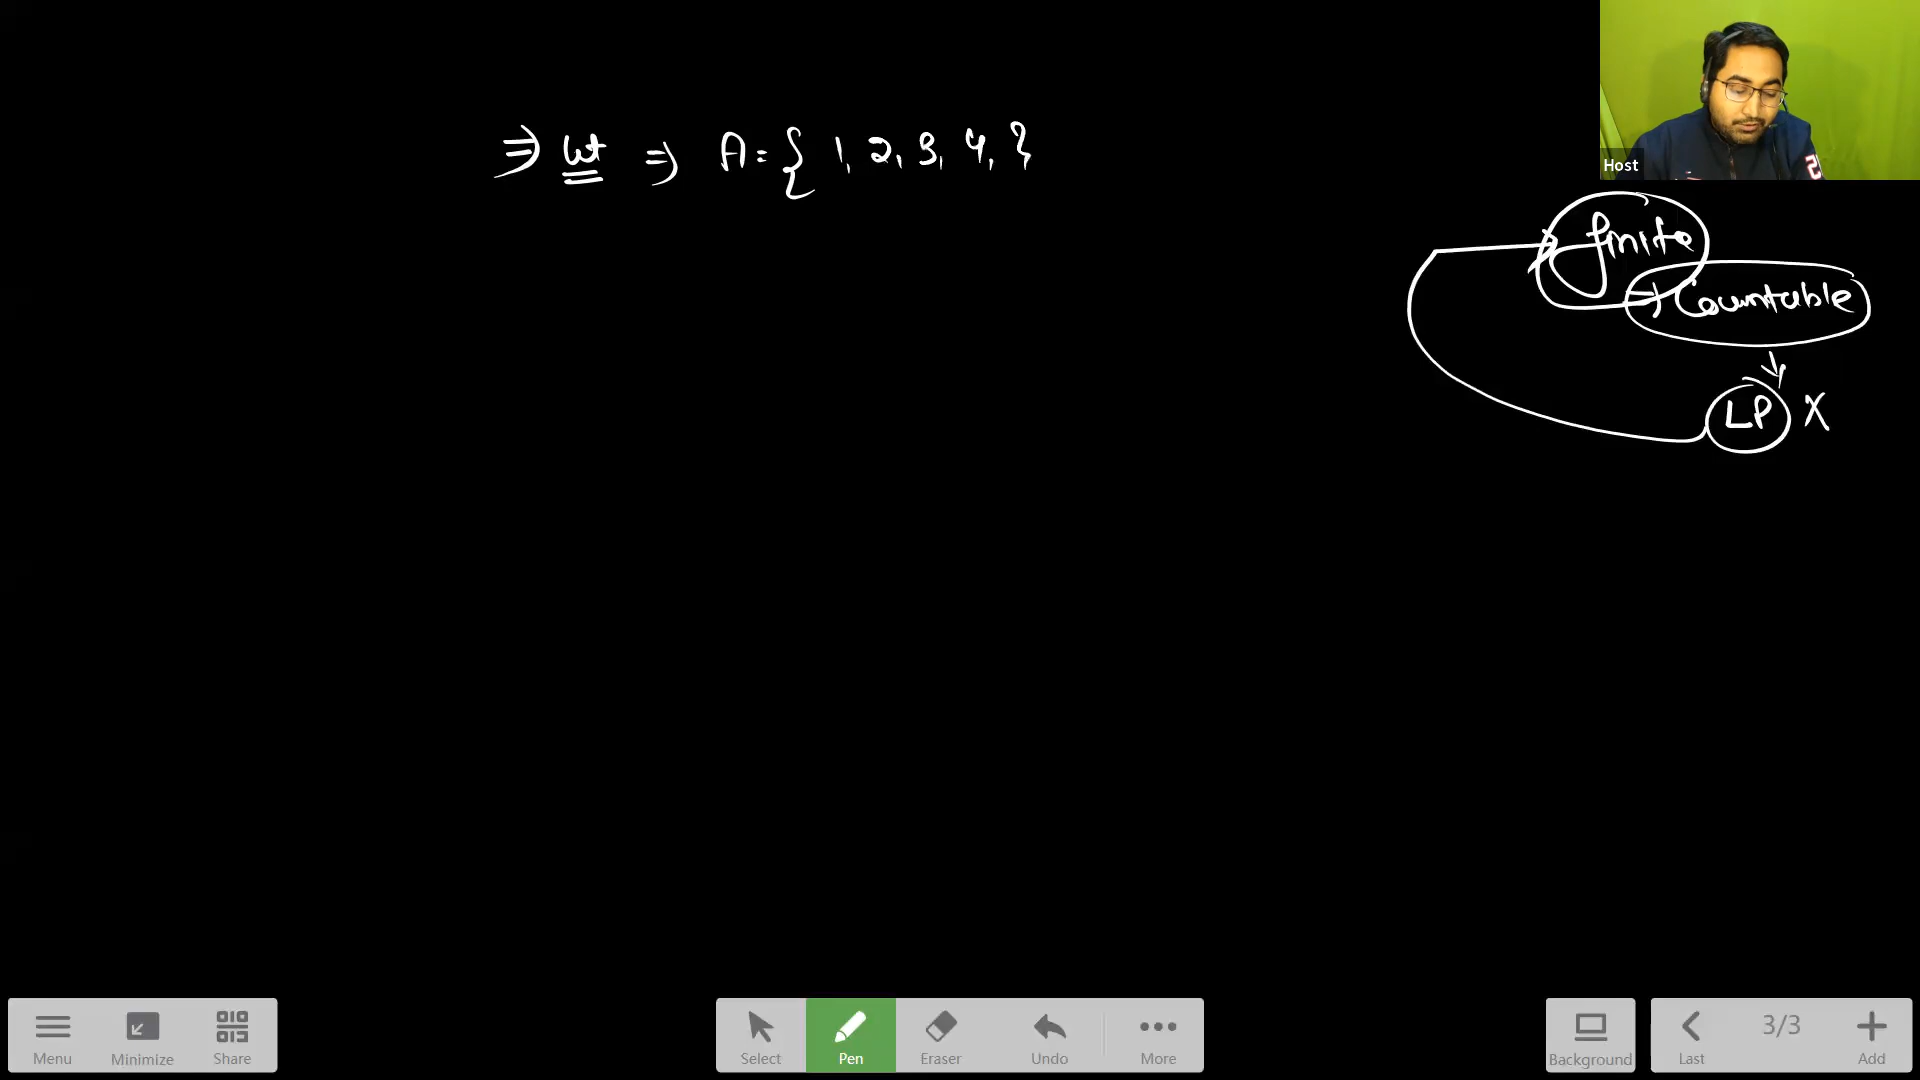 ⇒ Wt ⇒ A = { 1, 2, 3, 4, }
Host
finite
⇒ Countable
LP X
Menu Minimize Share
Select Pen Eraser Undo More
Background
Last 3/3 Add